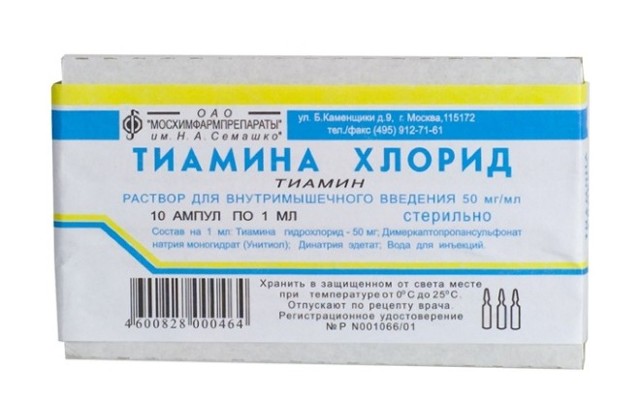 ОАО
"МОСХИМФАРМПРЕПАРАТЫ"
им. Н.А.Семашко"
ул. Б.Каменщики д.9, г. Москва,115172
тел./факс (495) 912-71-61
ТИАМИНА ХЛОРИД
ТИАМИН
РАСТВОР ДЛЯ ВНУТРИМЫШЕЧНОГО ВВЕДЕНИЯ 50 мг/мл
10 АМПУЛ ПО 1 МЛ стерильно
Состав на 1 мл: Тиамина гидрохлорид - 50 мг; Димеркаптопропансульфонат
натрия моногидрат (Унитиол); Динатрия эдетат; Вода для инъекций.
Хранить в защищенном от света месте
при температуре от 0°С до 25°С.
Отпускают по рецепту врача.
Регистрационное удостоверение
№Р N001066/01
4 600828 000464
ТИАМИНА